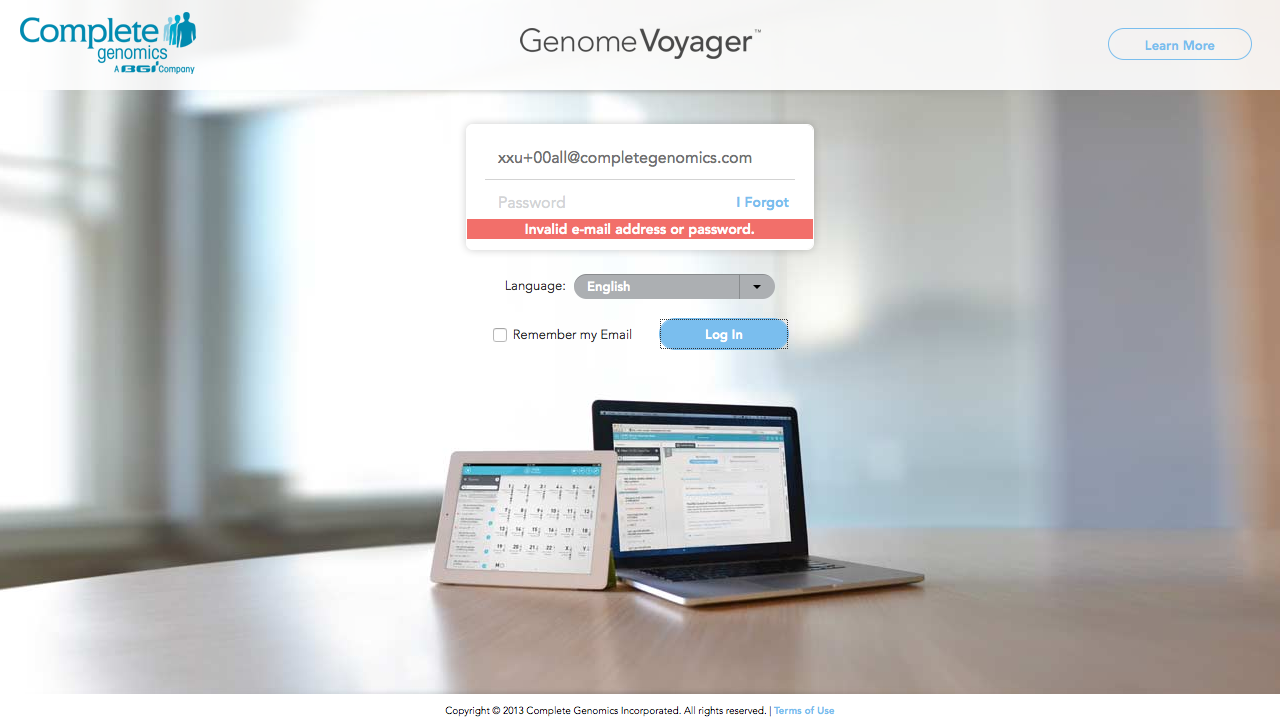 Complete
genomics
A BGI Company
GenomeVoyager™
Learn More
xxu+00all@completegenomics.com
Password
I Forgot
Invalid e-mail address or password.
Language:
English
Remember my Email
Log In
Copyright © 2013 Complete Genomics Incorporated. All rights reserved. | Terms of Use